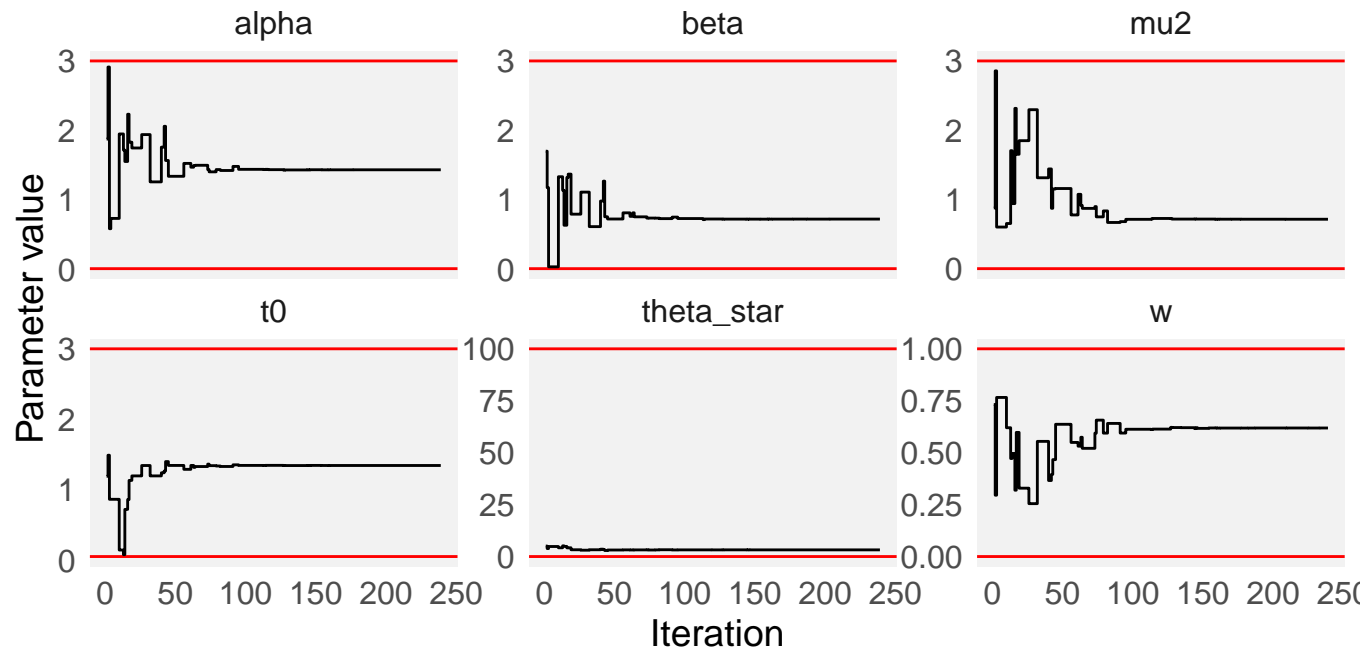 alpha beta mu2
3 3 3
2 2 2
1 1 1
0 0 0
Parameter value
t0 theta_star w
3 100 1.00
2 75 0.75
50 0.50
1 25 0.25
0 0 0.00
0 50 100 150 200 250 0 50 100 150 200 250 0 50 100 150 200 250
Iteration